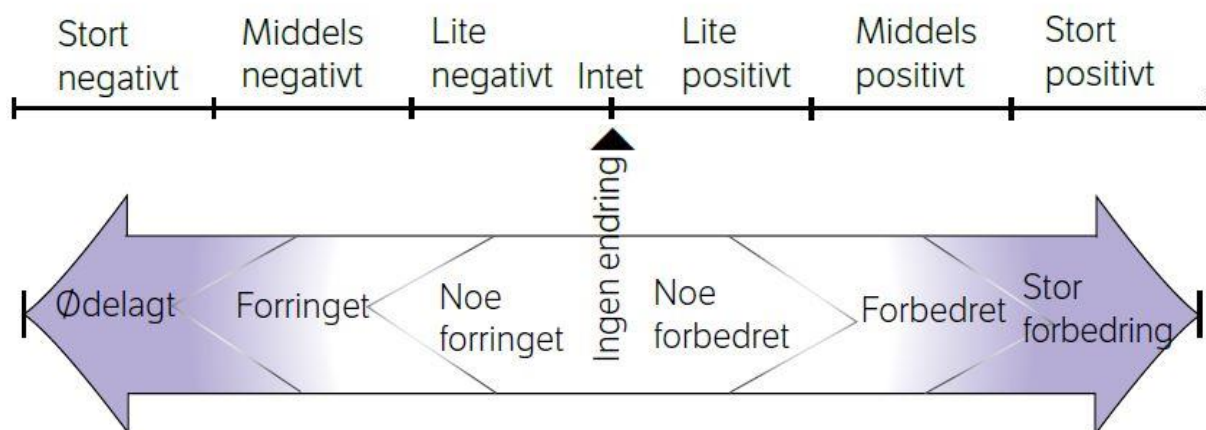 Stort
negativt
Middels
negativt
Lite
negativt
Intet
Lite
positivt
Middels
positivt
Stort
positivt
Ingen endring
Ødelagt
Forringet
Noe
forringet
Noe
forbedret
Forbedret
Stor
forbedring